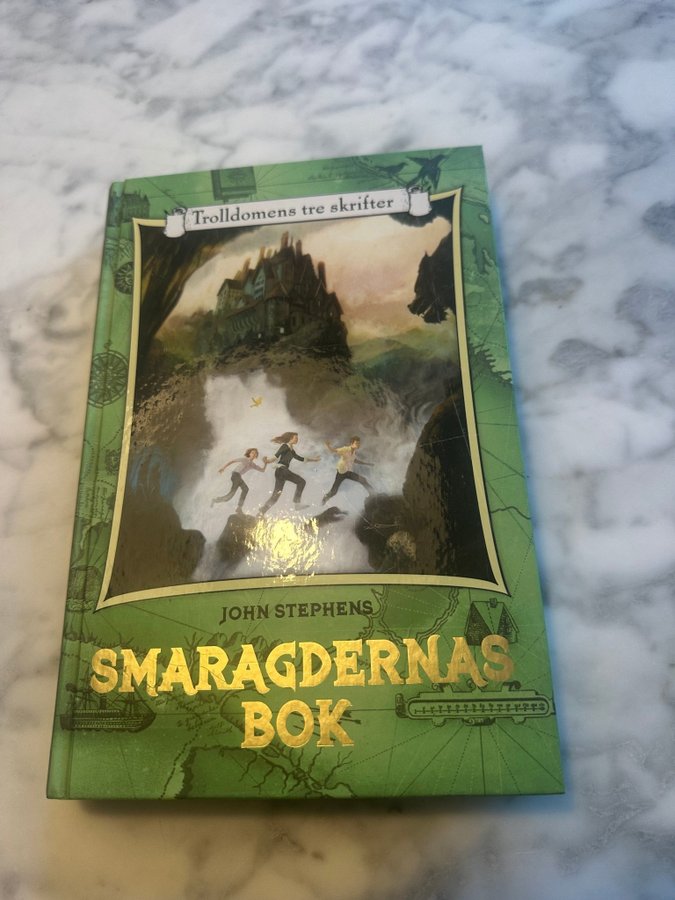 Trolldomens tre skrifter
JOHN STEPHENS
SMARAGDERNAS
BOK